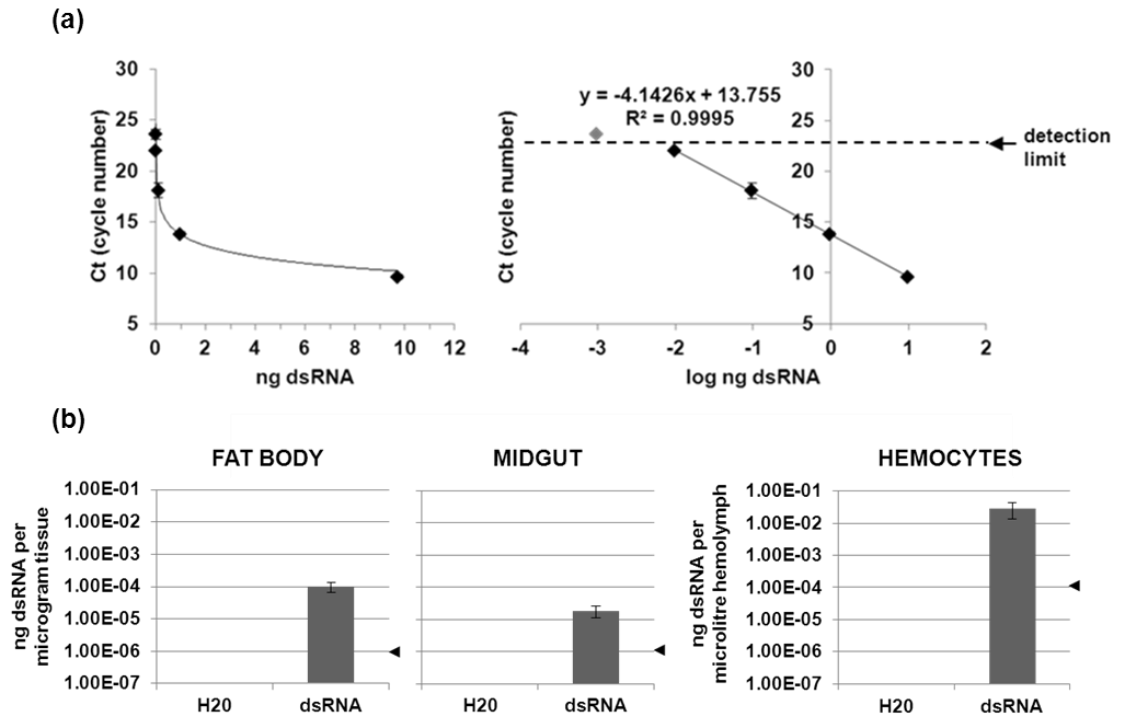 (a)
30
25
20
15
10
5
Ct (cycle number)
0 2 4 6 8 10 12
ng dsRNA
y = -4.1426x + 13.755
R² = 0.9995
30
25
20
15
10
5
Ct (cycle number)
detection
limit
-4 -3 -2 -1 0 1 2
log ng dsRNA
(b)
FAT BODY
1.00E-01
1.00E-02
1.00E-03
1.00E-04
1.00E-05
1.00E-06
1.00E-07
ng dsRNA per
microgram tissue
H20 dsRNA
MIDGUT
H20 dsRNA
HEMOCYTES
1.00E-01
1.00E-02
1.00E-03
1.00E-04
1.00E-05
1.00E-06
1.00E-07
ng dsRNA per
microlitre hemolymph
H20 dsRNA